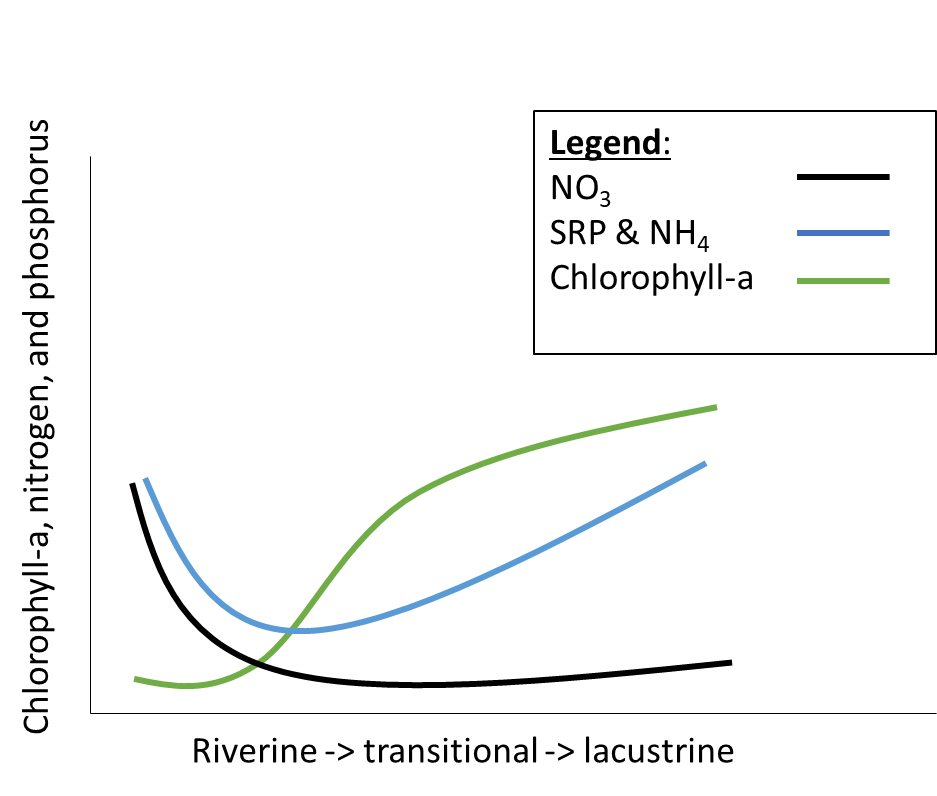 Chlorophyll-a, nitrogen, and phosphorus
Legend:
NO₃
SRP & NH₄
Chlorophyll-a
Riverine -> transitional -> lacustrine